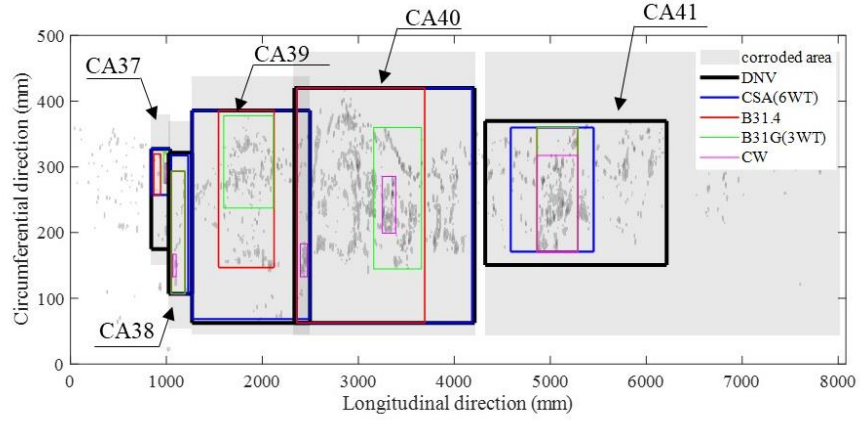 CA40
CA41
CA39
CA37
CA38
corroded area
DNV
CSA(6WT)
B31.4
B31G(3WT)
CW
500
400
300
200
100
0
Circumferential direction (mm)
0 1000 2000 3000 4000 5000 6000 7000 8000
Longitudinal direction (mm)